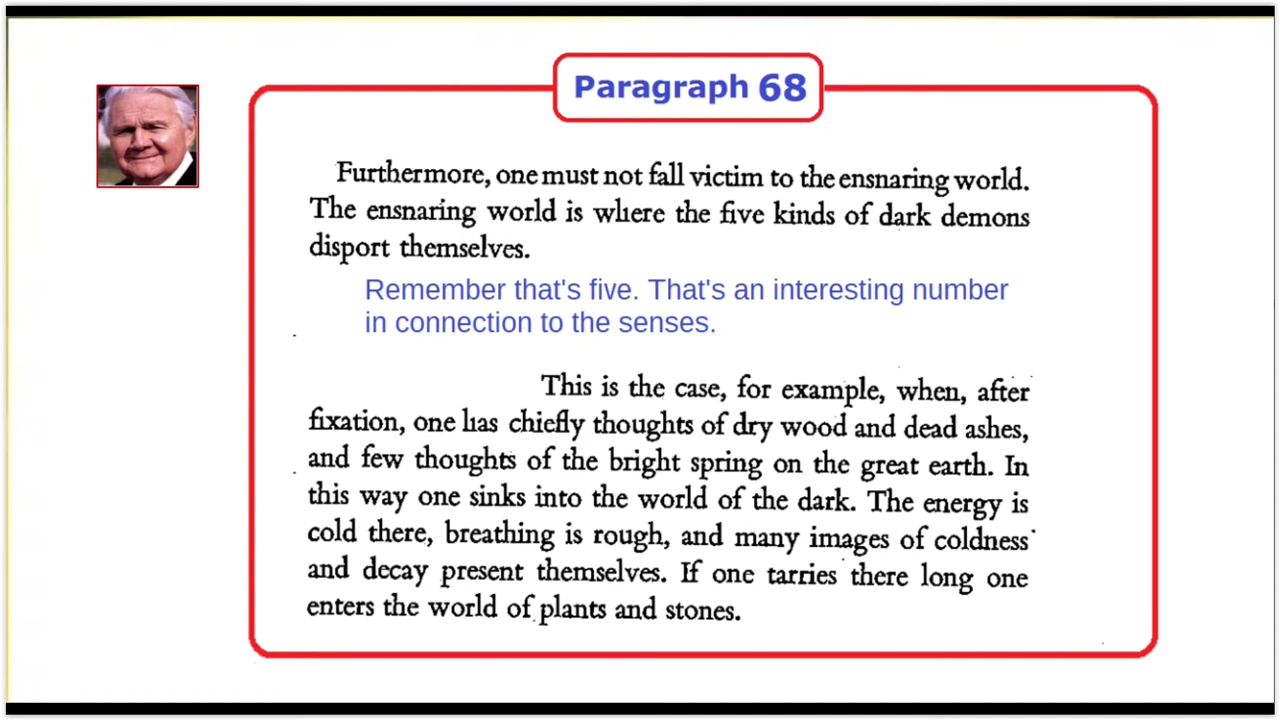 Paragraph 68
Furthermore, one must not fall victim to the ensnaring world.
The ensnaring world is where the five kinds of dark demons
disport themselves.
Remember that's five. That's an interesting number
in connection to the senses.
This is the case, for example, when, after
fixation, one has chiefly thoughts of dry wood and dead ashes,
and few thoughts of the bright spring on the great earth. In
this way one sinks into the world of the dark. The energy is
cold there, breathing is rough, and many images of coldness
and decay present themselves. If one tarries there long one
enters the world of plants and stones.